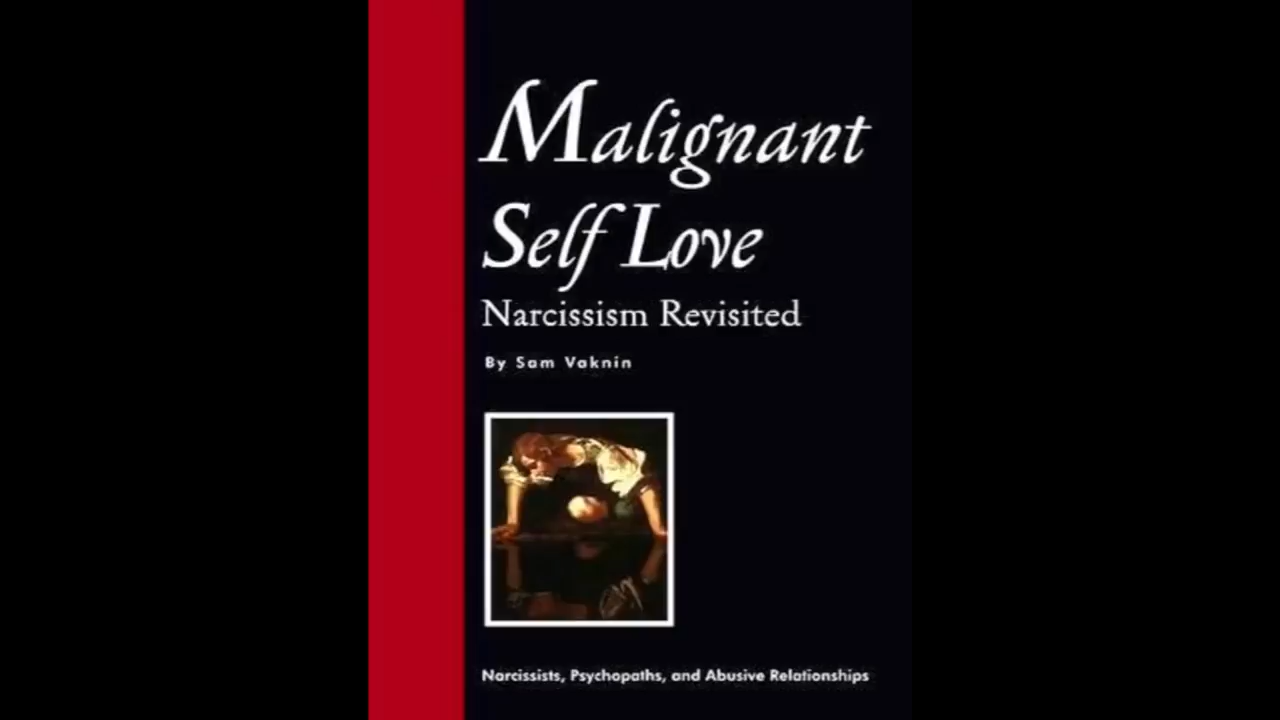 Malignant
Self Love
Narcissism Revisited
By Sam Vaknin
Narcissists, Psychopaths, and Abusive Relationships